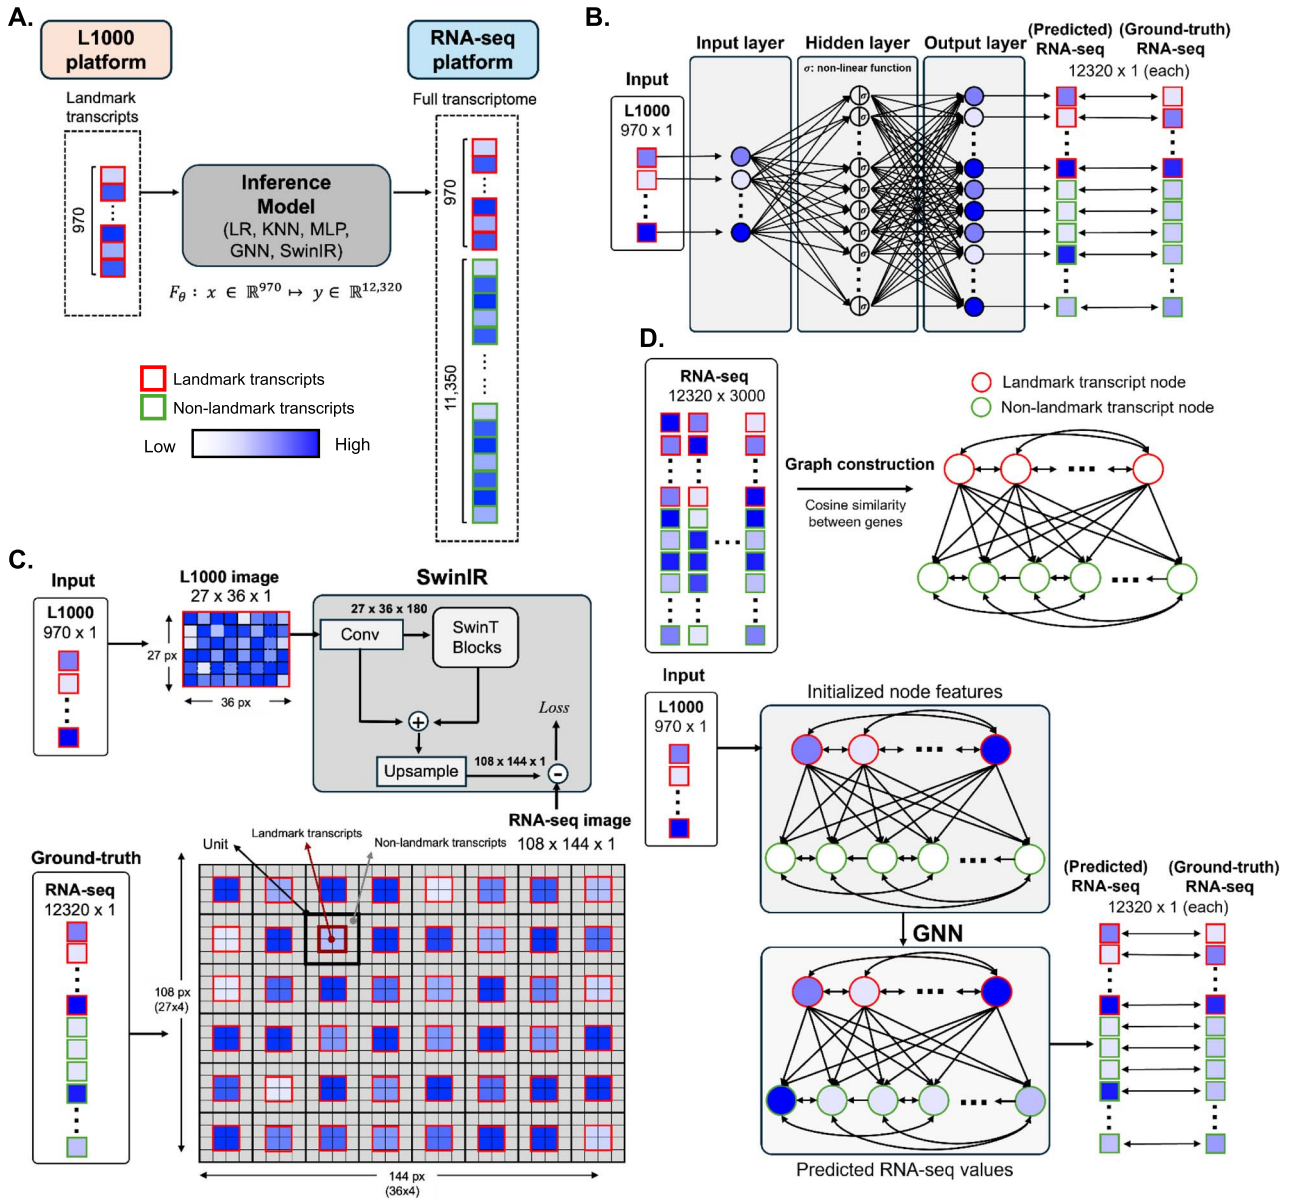 A.
L1000
platform
RNA-seq
platform
Landmark
transcripts
Full transcriptome
970
Inference
Model
(LR, KNN, MLP,
GNN, SwinIR)
F_θ : x ∈ ℝ^970 ↦ y ∈ ℝ^12,320
970
11,350
Landmark transcripts
Non-landmark transcripts
Low
High
B.
Input
L1000
970 x 1
Input layer
Hidden layer
Output layer
σ: non-linear function
σ
σ
σ
σ
σ
σ
σ
σ
(Predicted)
RNA-seq
(Ground-truth)
RNA-seq
12320 x 1 (each)
C.
Input
L1000
970 x 1
L1000 image
27 x 36 x 1
27 px
36 px
SwinIR
27 x 36 x 180
Conv
SwinT
Blocks
+
Upsample
108 x 144 x 1
-
Loss
RNA-seq image
108 x 144 x 1
Ground-truth
RNA-seq
12320 x 1
Unit
Landmark transcripts
Non-landmark transcripts
108 px
(27x4)
144 px
(36x4)
D.
RNA-seq
12320 x 3000
Graph construction
Cosine similarity
between genes
Landmark transcript node
Non-landmark transcript node
Input
L1000
970 x 1
Initialized node features
GNN
Predicted RNA-seq values
(Predicted)
RNA-seq
(Ground-truth)
RNA-seq
12320 x 1 (each)